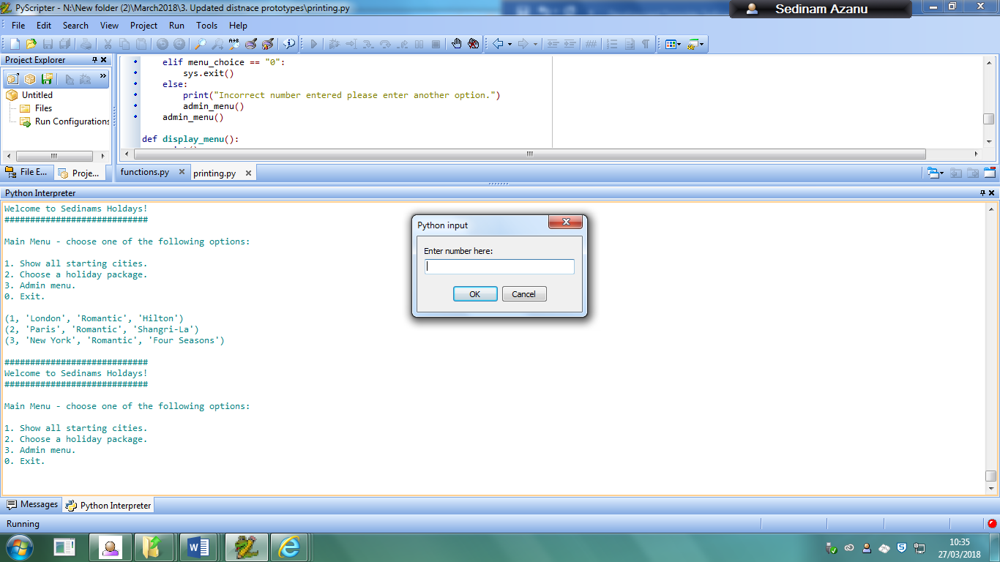 PyScripter - N:\New folder (2)\March2018\3. Updated distnace prototypes\printing.py
Sedinam Azanu
File Edit Search View Project Run Tools Help
Project Explorer
Untitled
Files
Run Configurations
File E... Proje...
elif menu_choice == "0":
sys.exit()
else:
print("Incorrect number entered please enter another option.")
admin_menu()
admin_menu()
def display_menu():
functions.py printing.py
Python Interpreter
Welcome to Sedinams Holdays!
############################
Main Menu - choose one of the following options:
1. Show all starting cities.
2. Choose a holiday package.
3. Admin menu.
0. Exit.
(1, 'London', 'Romantic', 'Hilton')
(2, 'Paris', 'Romantic', 'Shangri-La')
(3, 'New York', 'Romantic', 'Four Seasons')
############################
Welcome to Sedinams Holdays!
############################
Main Menu - choose one of the following options:
1. Show all starting cities.
2. Choose a holiday package.
3. Admin menu.
0. Exit.
Python input
Enter number here:
OK Cancel
Messages Python Interpreter
Running
10:35
27/03/2018